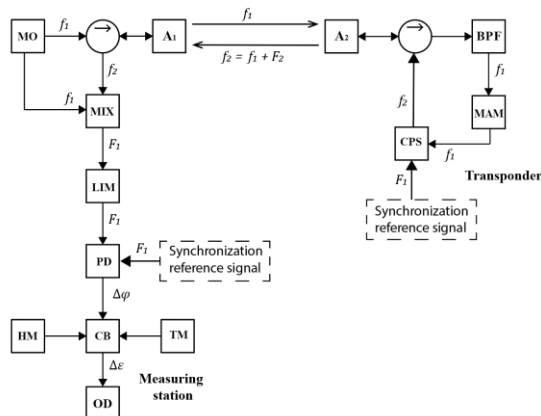 MO
f₁
→
A₁
f₁
f₂ = f₁ + F₂
A₂
→
BPF
f₂
f₁
f₁
MIX
f₂
MAM
F₁
CPS
f₁
Transponder
LIM
F₁
F₁
Synchronization
reference signal
PD
F₁
Synchronization
reference signal
Δφ
HM
CB
TM
Δε
Measuring
station
OD